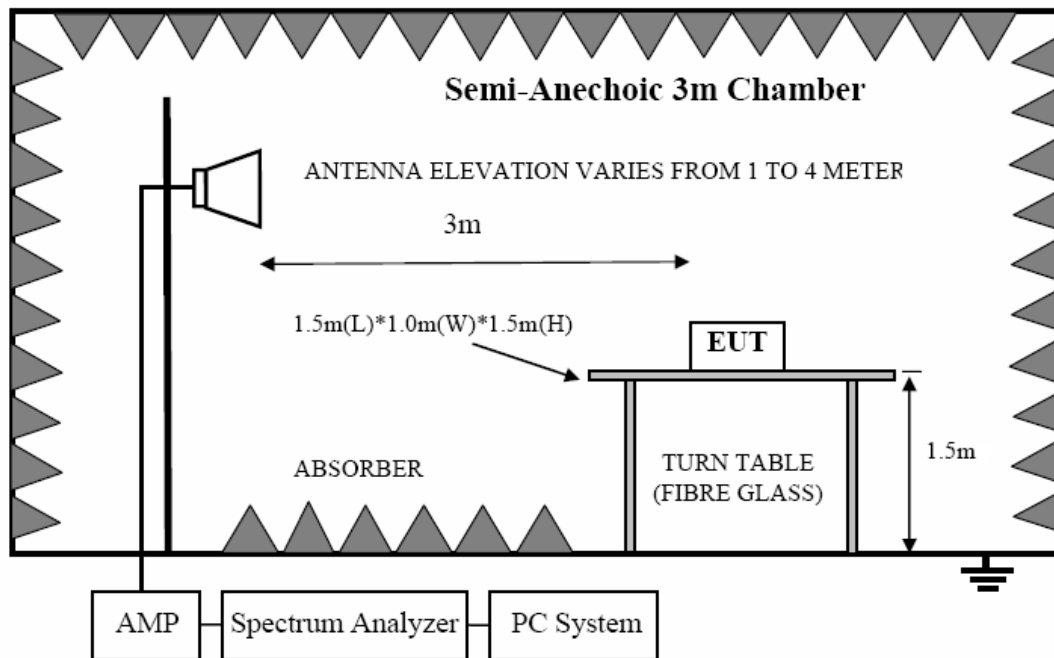 Semi-Anechoic 3m Chamber
ANTENNA ELEVATION VARIES FROM 1 TO 4 METER
3m
1.5m(L)*1.0m(W)*1.5m(H)
EUT
1.5m
ABSORBER
TURN TABLE
(FIBRE GLASS)
AMP
Spectrum Analyzer
PC System